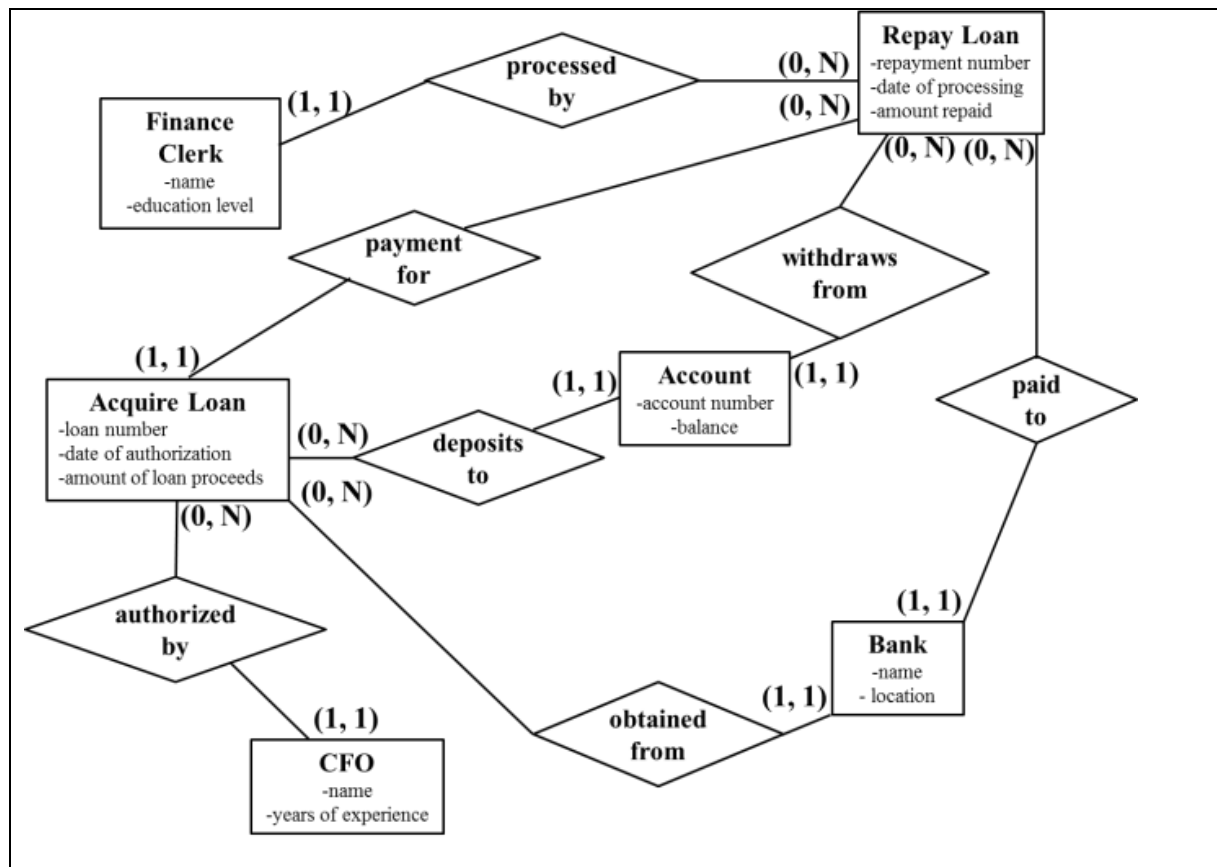 Repay Loan
-repayment number
-date of processing
-amount repaid
processed
by
(0, N)
(1, 1)
(0, N)
Finance
Clerk
-name
-education level
(0, N) (0, N)
payment
for
withdraws
from
(1, 1)
(1, 1)
(1, 1)
Account
-account number
-balance
paid
to
Acquire Loan
-loan number
-date of authorization
-amount of loan proceeds
(0, N)
deposits
to
(0, N)
(0, N)
authorized
by
(1, 1)
Bank
-name
- location
(1, 1)
(1, 1)
obtained
from
CFO
-name
-years of experience